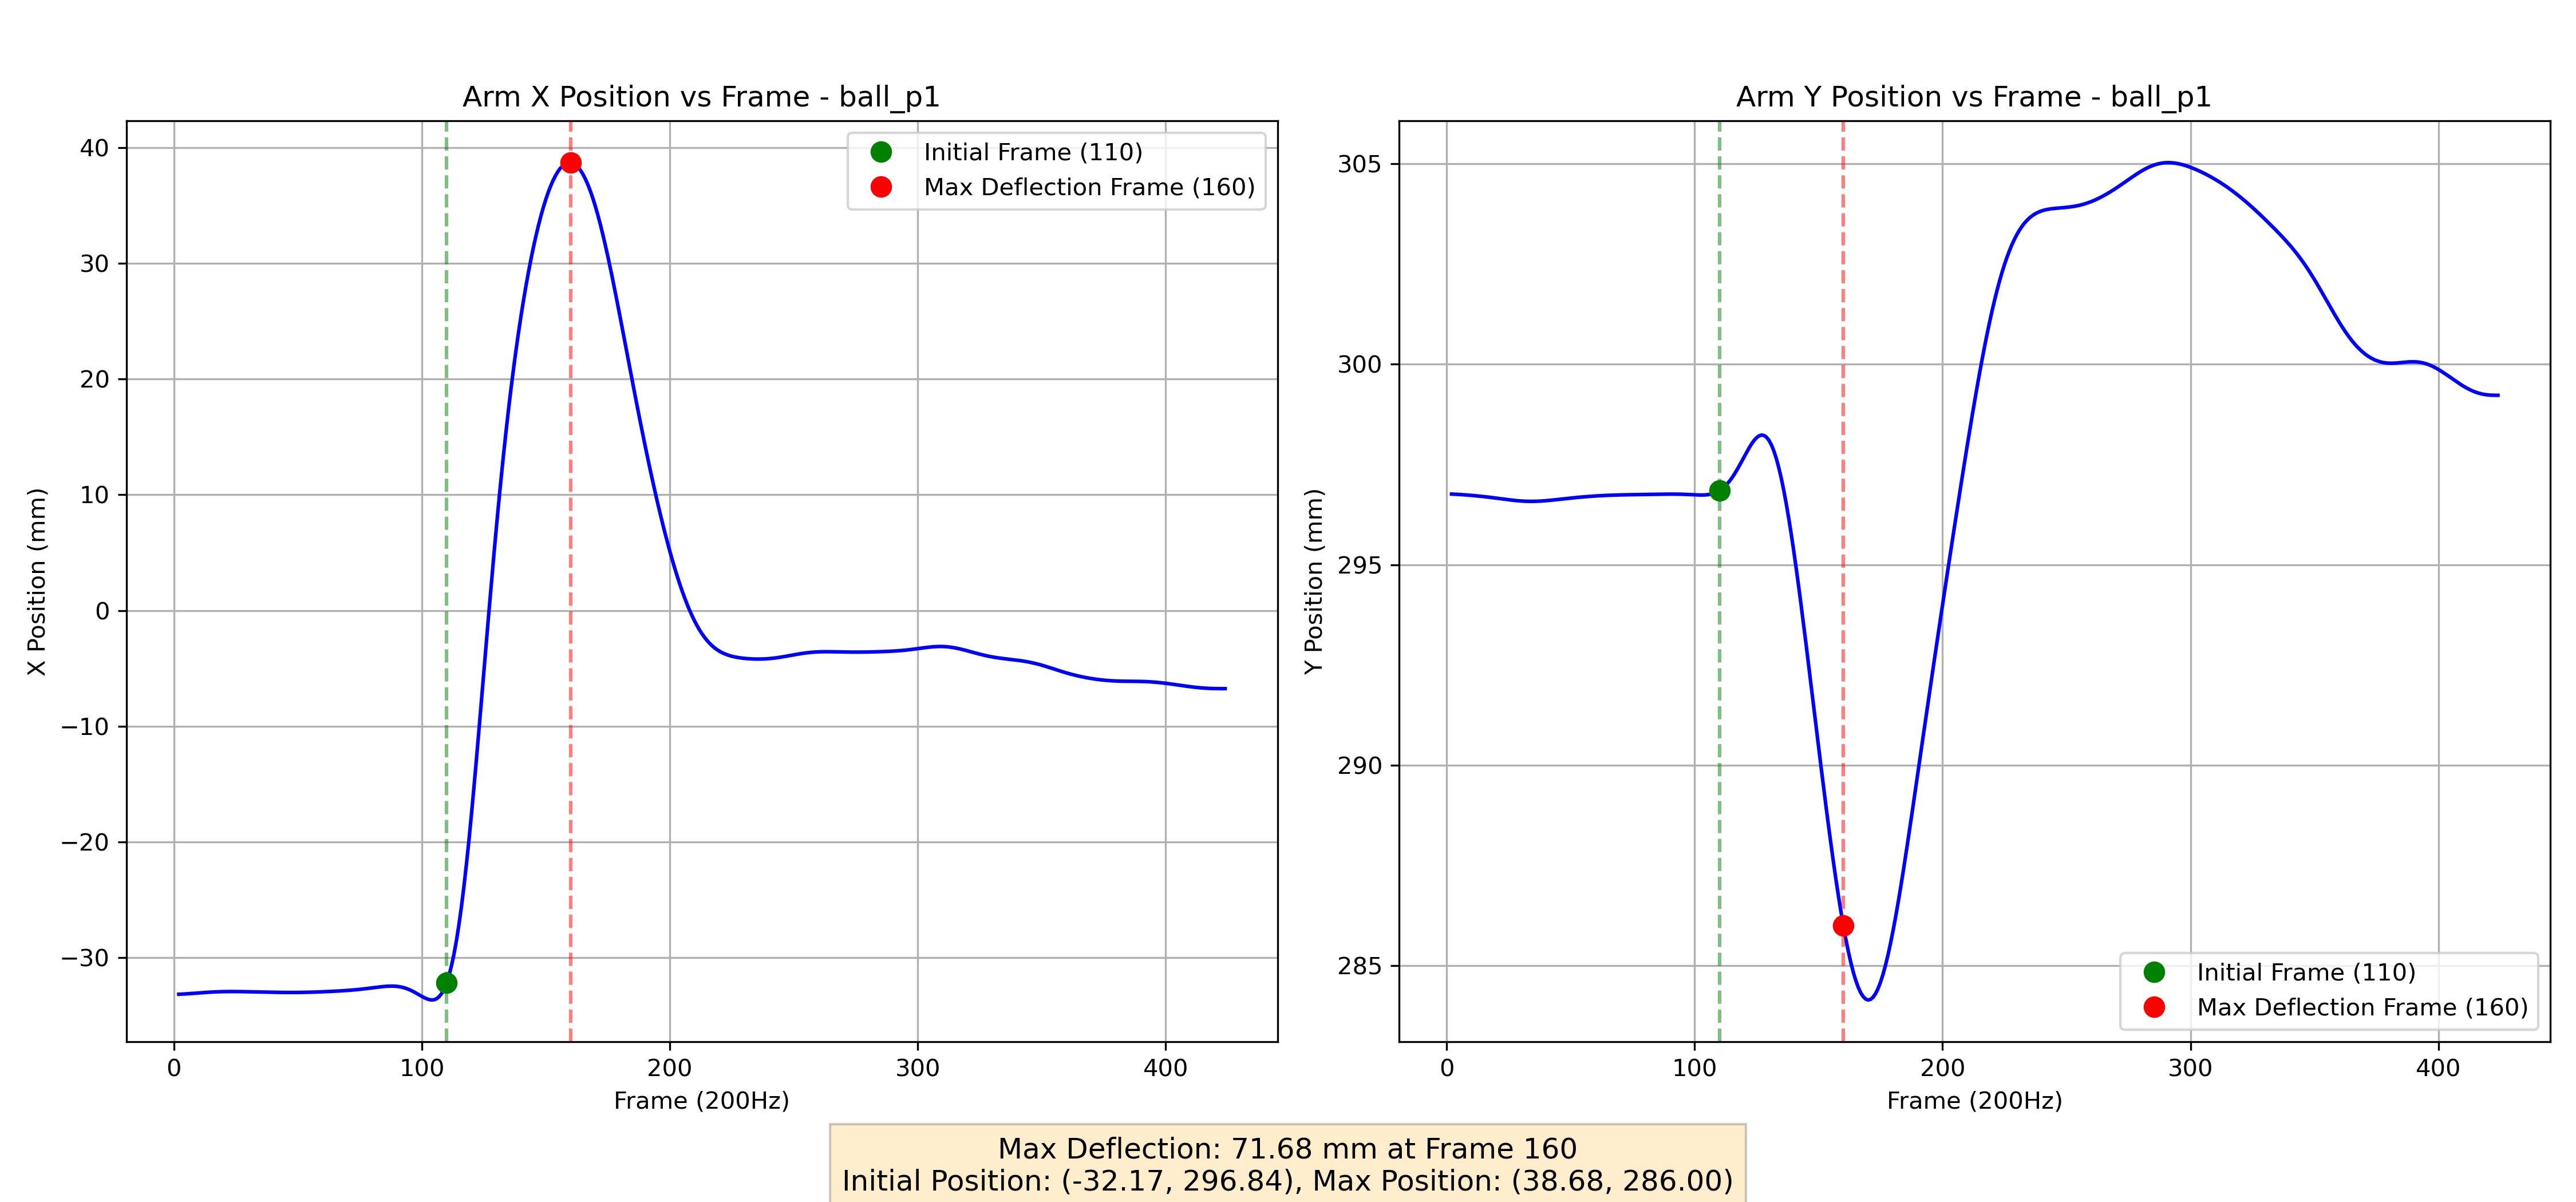 Arm X Position vs Frame - ball_p1
40
30
20
10
0
−10
−20
−30
X Position (mm)
0 100 200 300 400
Frame (200Hz)
Initial Frame (110)
Max Deflection Frame (160)
Arm Y Position vs Frame - ball_p1
305
300
295
290
285
Y Position (mm)
0 100 200 300 400
Frame (200Hz)
Initial Frame (110)
Max Deflection Frame (160)
Max Deflection: 71.68 mm at Frame 160
Initial Position: (-32.17, 296.84), Max Position: (38.68, 286.00)